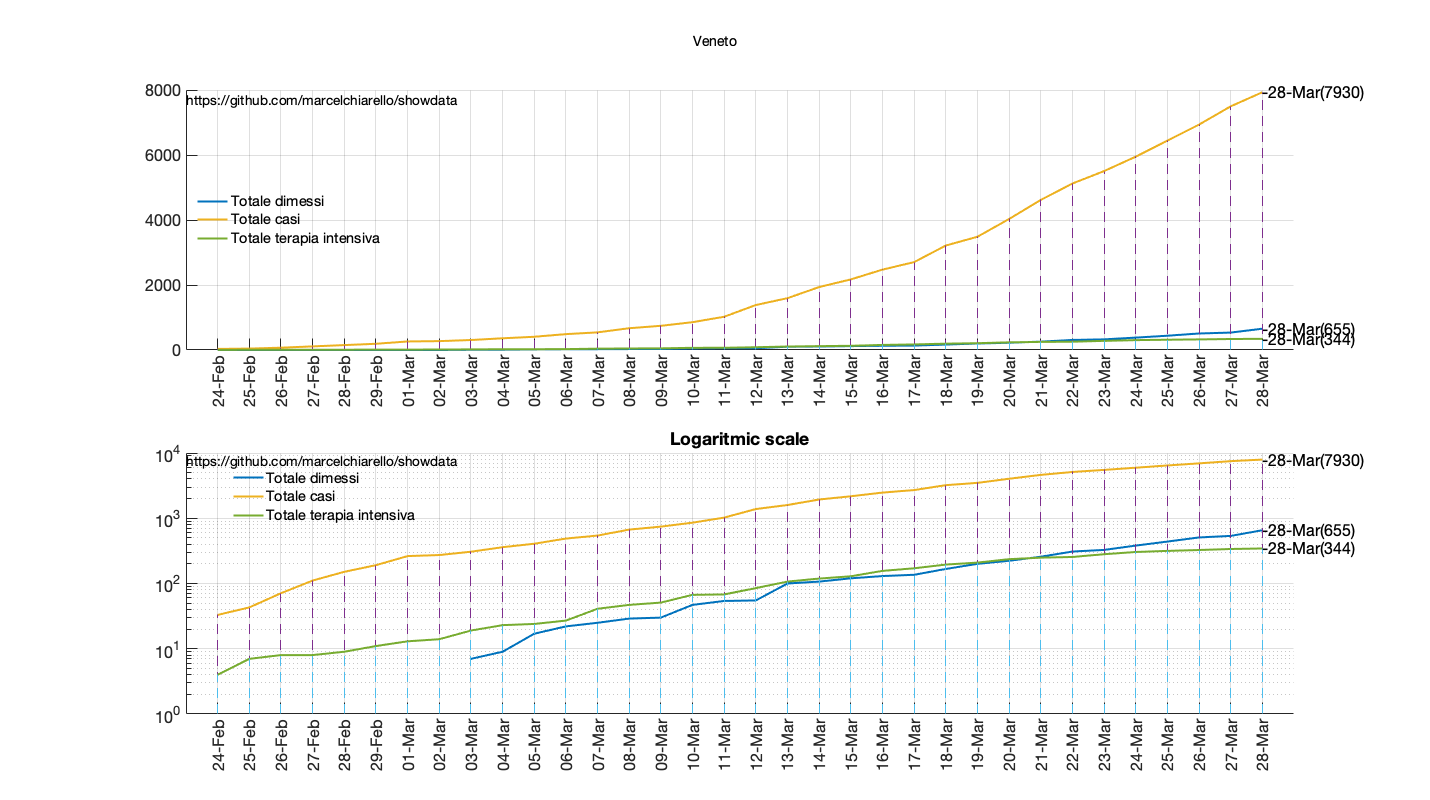 Veneto
8000
https://github.com/marcelchiarello/showdata
28-Mar(7930)
6000
Totale dimessi
4000
Totale casi
Totale terapia intensiva
2000
28-Mar(655)
28-Mar(344)
0
24-Feb 25-Feb 26-Feb 27-Feb 28-Feb 29-Feb 01-Mar 02-Mar 03-Mar 04-Mar 05-Mar 06-Mar 07-Mar 08-Mar 09-Mar 10-Mar 11-Mar 12-Mar 13-Mar 14-Mar 15-Mar 16-Mar 17-Mar 18-Mar 19-Mar 20-Mar 21-Mar 22-Mar 23-Mar 24-Mar 25-Mar 26-Mar 27-Mar 28-Mar
Logaritmic scale
10^4
https://github.com/marcelchiarello/showdata
28-Mar(7930)
Totale dimessi
Totale casi
Totale terapia intensiva
10^3
28-Mar(655)
28-Mar(344)
10^2
10^1
10^0
24-Feb 25-Feb 26-Feb 27-Feb 28-Feb 29-Feb 01-Mar 02-Mar 03-Mar 04-Mar 05-Mar 06-Mar 07-Mar 08-Mar 09-Mar 10-Mar 11-Mar 12-Mar 13-Mar 14-Mar 15-Mar 16-Mar 17-Mar 18-Mar 19-Mar 20-Mar 21-Mar 22-Mar 23-Mar 24-Mar 25-Mar 26-Mar 27-Mar 28-Mar